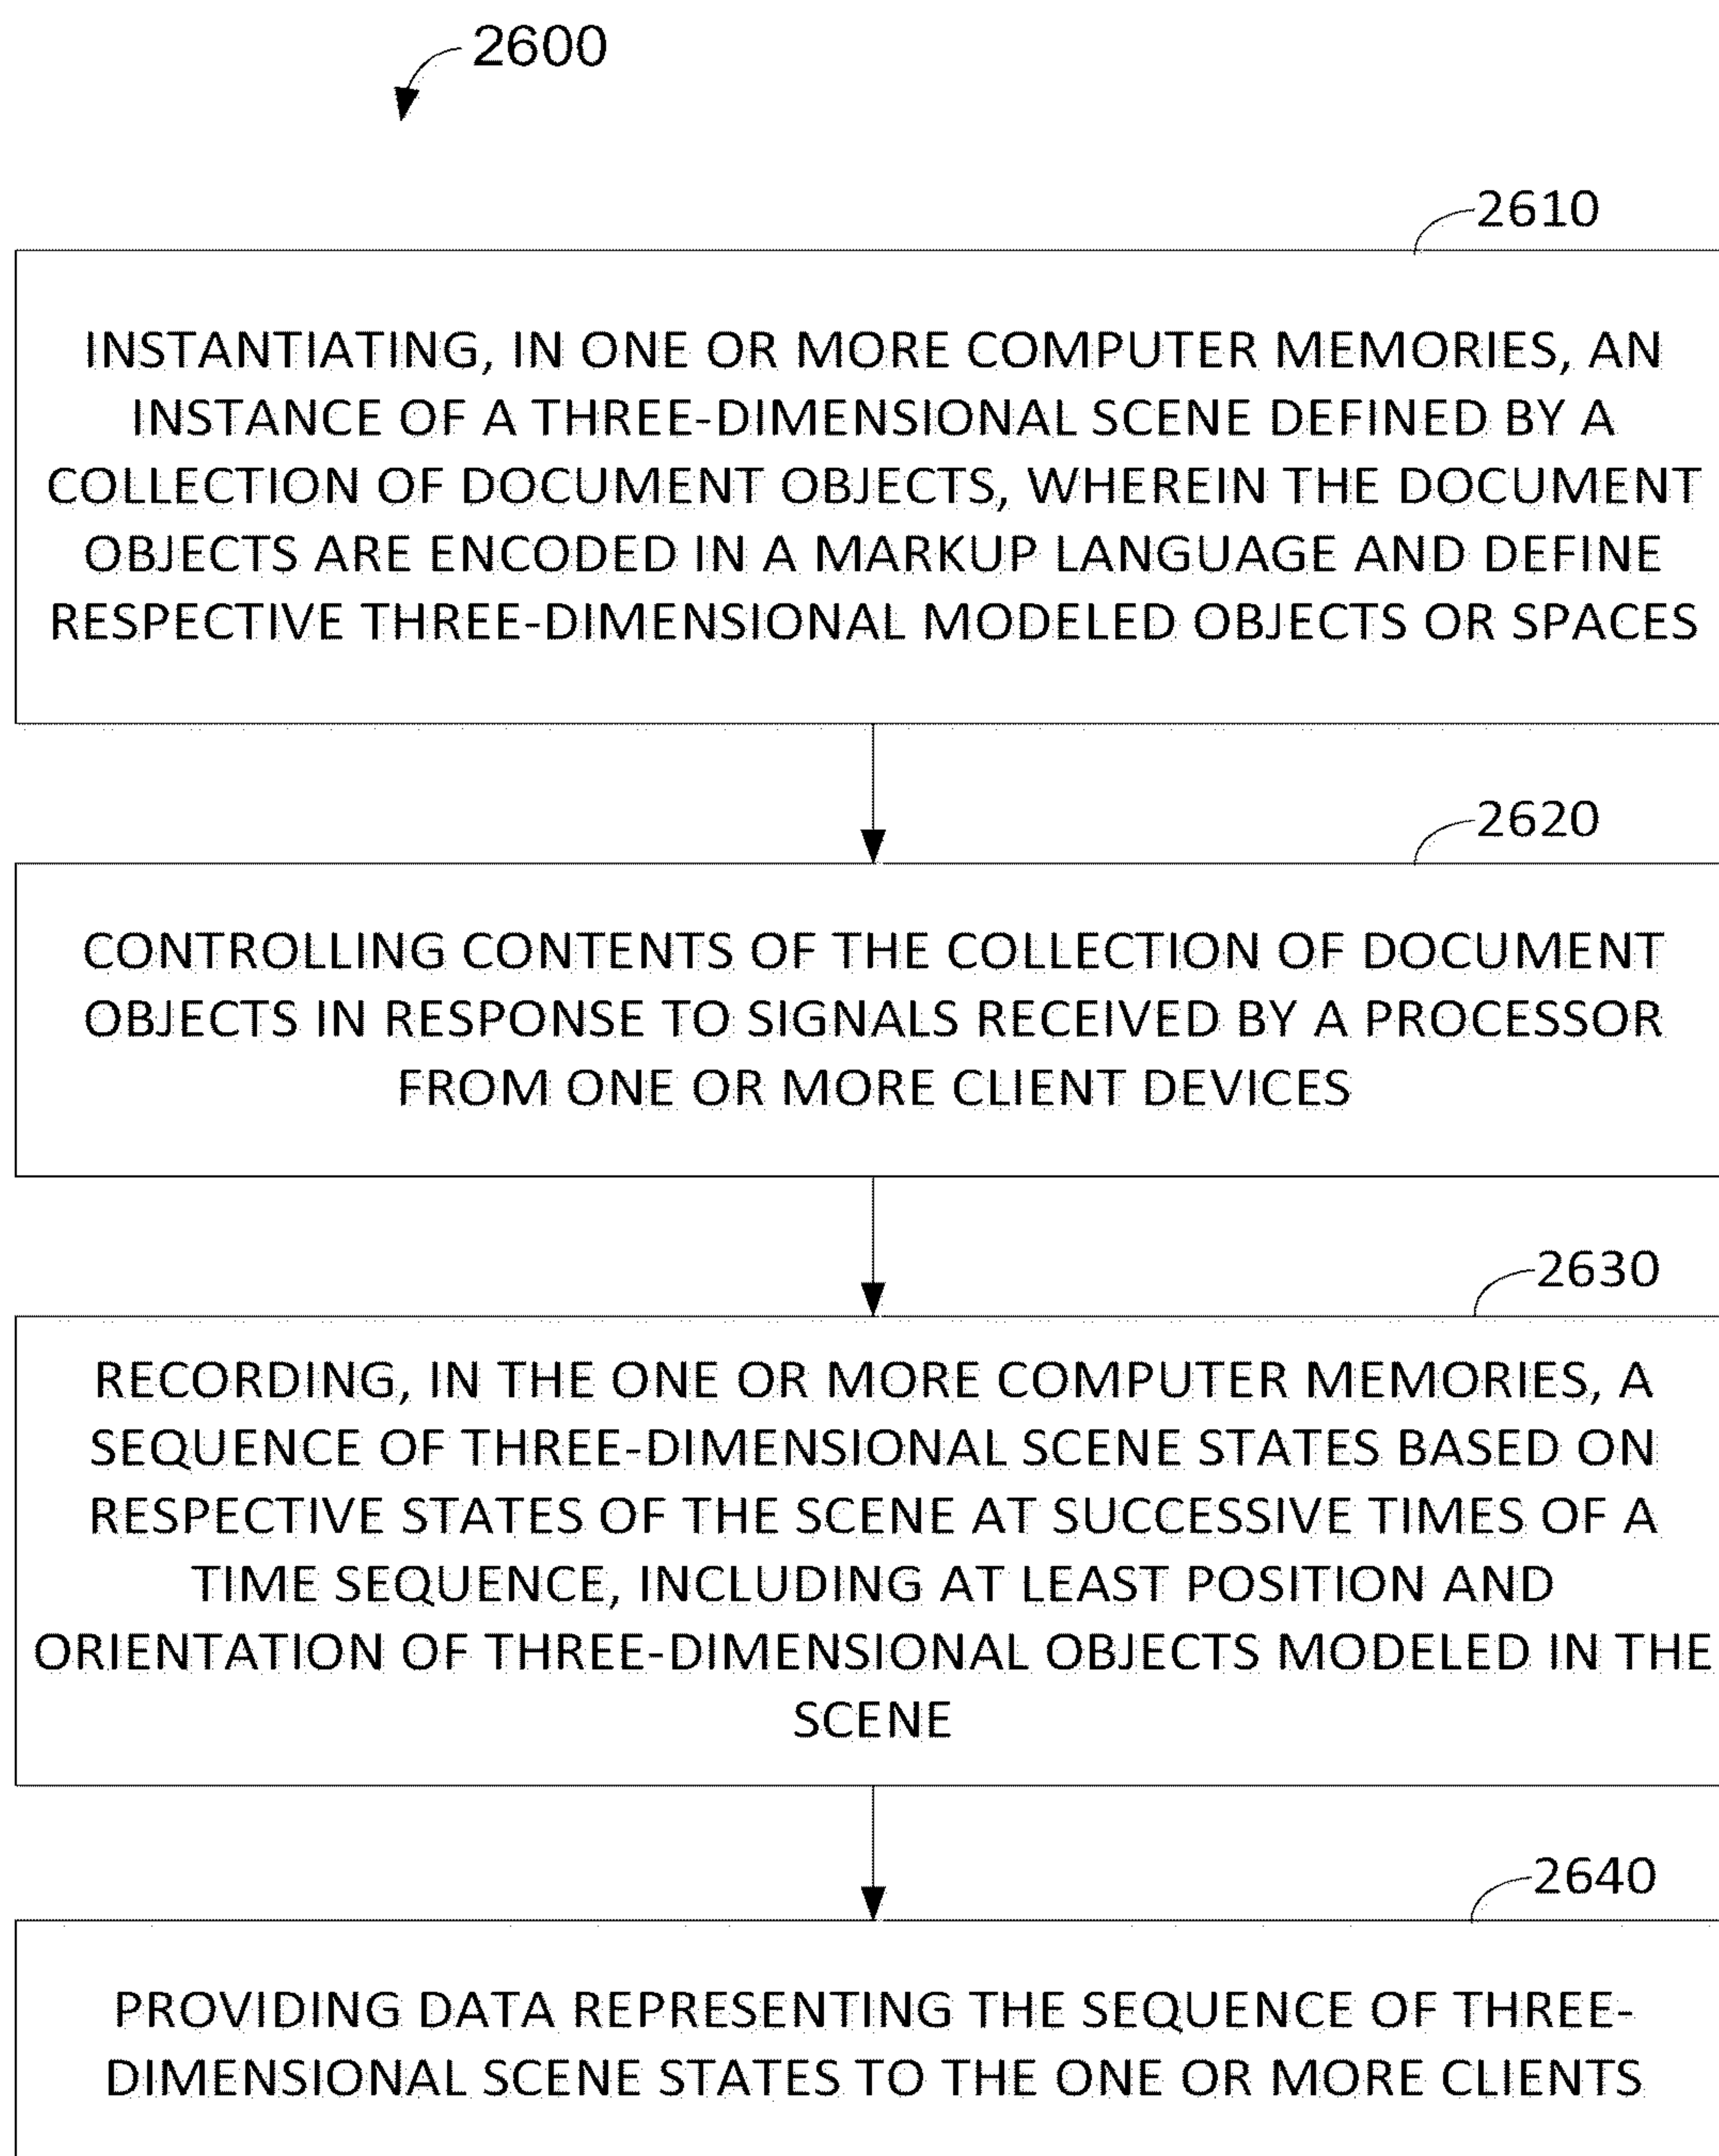 2600
2610
INSTANTIATING, IN ONE OR MORE COMPUTER MEMORIES, AN
INSTANCE OF A THREE-DIMENSIONAL SCENE DEFINED BY A
COLLECTION OF DOCUMENT OBJECTS, WHEREIN THE DOCUMENT
OBJECTS ARE ENCODED IN A MARKUP LANGUAGE AND DEFINE
RESPECTIVE THREE-DIMENSIONAL MODELED OBJECTS OR SPACES
2620
CONTROLLING CONTENTS OF THE COLLECTION OF DOCUMENT
OBJECTS IN RESPONSE TO SIGNALS RECEIVED BY A PROCESSOR
FROM ONE OR MORE CLIENT DEVICES
2630
RECORDING, IN THE ONE OR MORE COMPUTER MEMORIES, A
SEQUENCE OF THREE-DIMENSIONAL SCENE STATES BASED ON
RESPECTIVE STATES OF THE SCENE AT SUCCESSIVE TIMES OF A
TIME SEQUENCE, INCLUDING AT LEAST POSITION AND
ORIENTATION OF THREE-DIMENSIONAL OBJECTS MODELED IN THE
SCENE
2640
PROVIDING DATA REPRESENTING THE SEQUENCE OF THREE-
DIMENSIONAL SCENE STATES TO THE ONE OR MORE CLIENTS